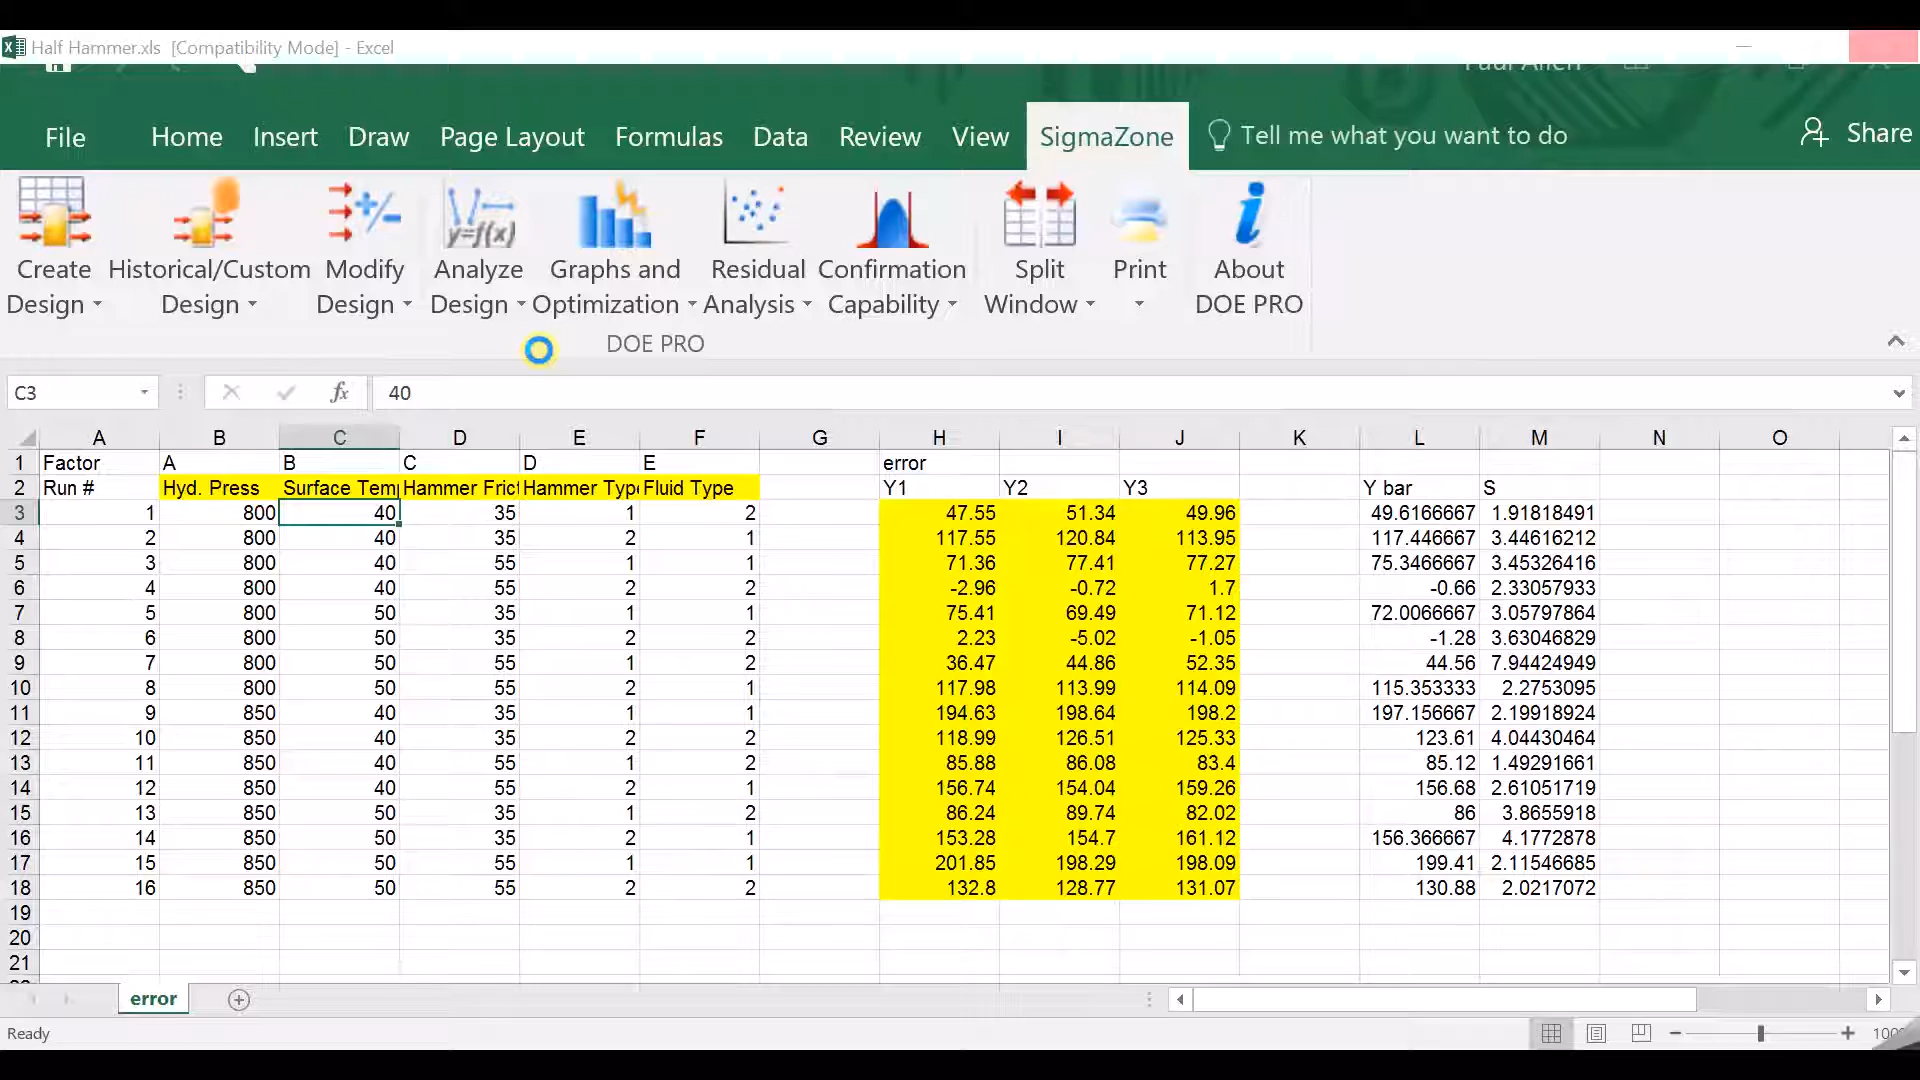 Half Hammer.xls [Compatibility Mode] - Excel
File Home Insert Draw Page Layout Formulas Data Review View SigmaZone Tell me what you want to do Share
Create Design Historical/Custom Design Modify Design Analyze Design Graphs and Optimization Residual Analysis Confirmation Capability Split Window Print About DOE PRO
y=f(x)
DOE PRO
C3 fx 40
A B C D E F G H I J K L M N O
1 Factor A B C D E error
2 Run # Hyd. Press Surface Tem Hammer Frict Hammer Type Fluid Type Y1 Y2 Y3 Y bar S
3 1 800 40 35 1 2 47.55 51.34 49.96 49.6166667 1.91818491
4 2 800 40 35 2 1 117.55 120.84 113.95 117.446667 3.44616212
5 3 800 40 55 1 1 71.36 77.41 77.27 75.3466667 3.45326416
6 4 800 40 55 2 2 -2.96 -0.72 1.7 -0.66 2.33057933
7 5 800 50 35 1 1 75.41 69.49 71.12 72.0066667 3.05797864
8 6 800 50 35 2 2 2.23 -5.02 -1.05 -1.28 3.63046829
9 7 800 50 55 1 2 36.47 44.86 52.35 44.56 7.94424949
10 8 800 50 55 2 1 117.98 113.99 114.09 115.353333 2.2753095
11 9 850 40 35 1 1 194.63 198.64 198.2 197.156667 2.19918924
12 10 850 40 35 2 2 118.99 126.51 125.33 123.61 4.04430464
13 11 850 40 55 1 2 85.88 86.08 83.4 85.12 1.49291661
14 12 850 40 55 2 1 156.74 154.04 159.26 156.68 2.61051719
15 13 850 50 35 1 2 86.24 89.74 82.02 86 3.8655918
16 14 850 50 35 2 1 153.28 154.7 161.12 156.366667 4.1772878
17 15 850 50 55 1 1 201.85 198.29 198.09 199.41 2.11546685
18 16 850 50 55 2 2 132.8 128.77 131.07 130.88 2.0217072
19
20
21
error
Ready